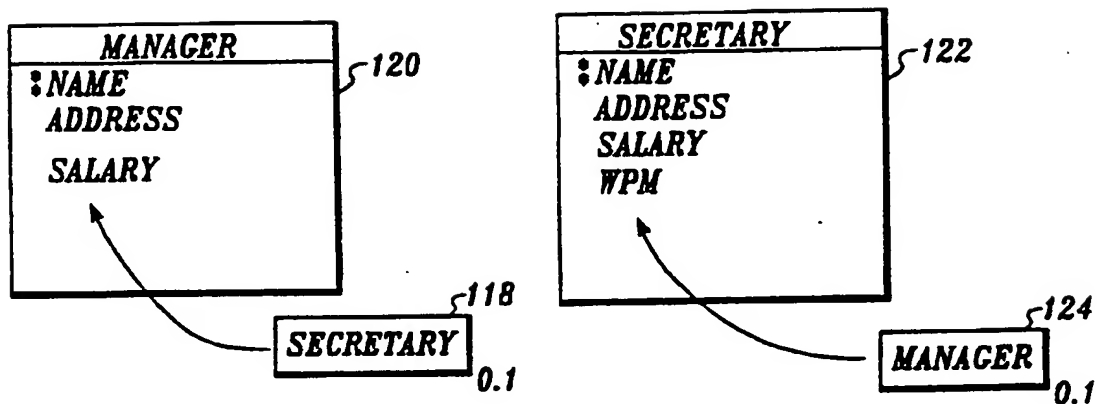 MANAGER
120
⁑NAME
ADDRESS
SALARY
118
SECRETARY
0.1
SECRETARY
122
⁑NAME
ADDRESS
SALARY
WPM
124
MANAGER
0.1